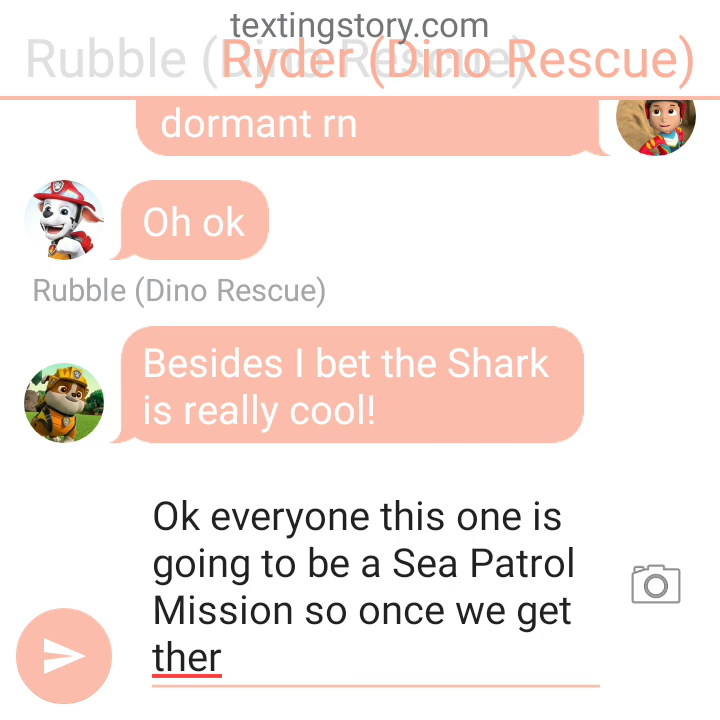 textingstory.com
Rubble (Dino Rescue)
Ryder (Dino Rescue)
dormant rn
Oh ok
Rubble (Dino Rescue)
Besides I bet the Shark
is really cool!
Ok everyone this one is
going to be a Sea Patrol
Mission so once we get
ther